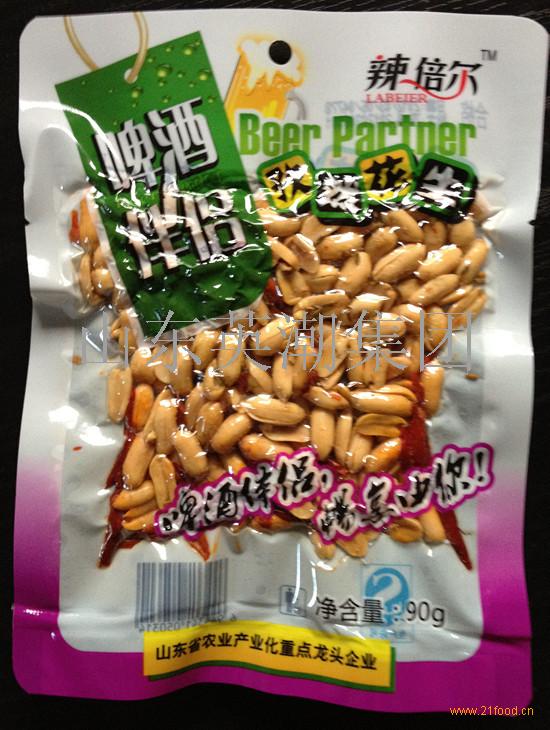 辣倍尔 TM
LABEIER
Beer Partner
啤酒
伴侣
花生
山东英潮集团
啤酒伴侣,
由你!
净含量:90g
山东省农业产业化重点龙头企业
www.21food.cn